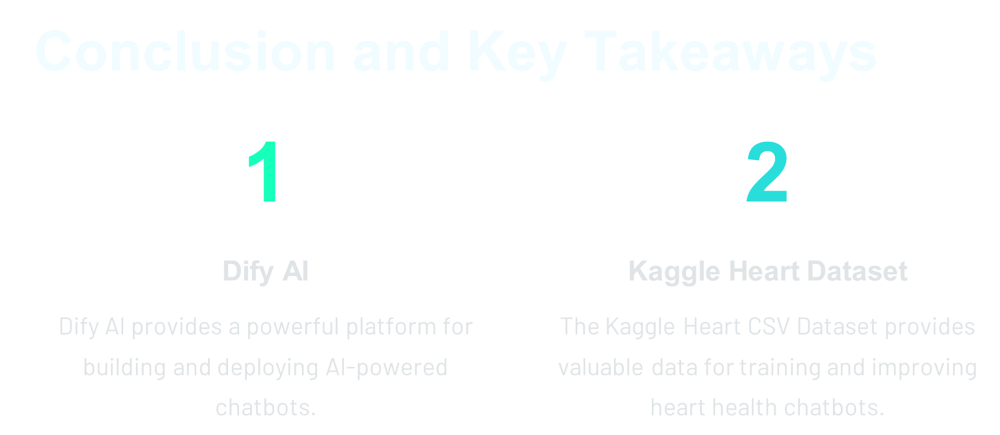 Conclusion and Key Takeaways
1
Dify AI
Dify AI provides a powerful platform for
building and deploying AI-powered
chatbots.
2
Kaggle Heart Dataset
The Kaggle Heart CSV Dataset provides
valuable data for training and improving
heart health chatbots.